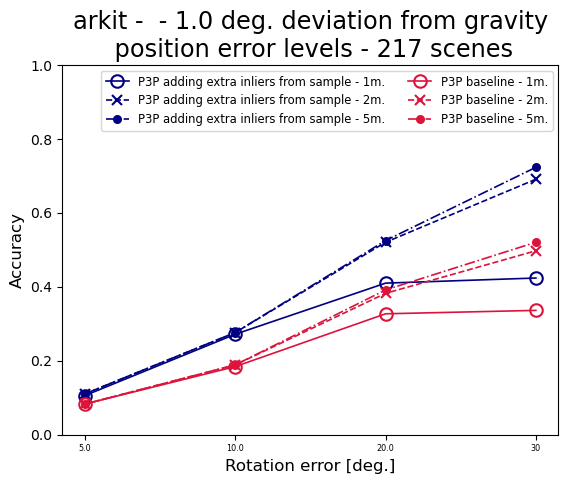 arkit -  - 1.0 deg. deviation from gravity
position error levels - 217 scenes
P3P adding extra inliers from sample - 1m.
P3P adding extra inliers from sample - 2m.
P3P adding extra inliers from sample - 5m.
P3P baseline - 1m.
P3P baseline - 2m.
P3P baseline - 5m.
1.0
0.8
0.6
0.4
0.2
0.0
Accuracy
5.0 10.0 20.0 30
Rotation error [deg.]